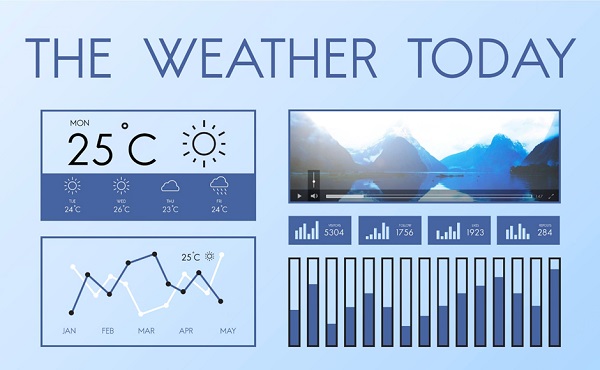 THE WEATHER TODAY
MON
25°C
TUE WED THU FRI
24°C 26°C 23°C 24°C
25°C
JAN FEB MAR APR MAY
5304
1756
1923
284